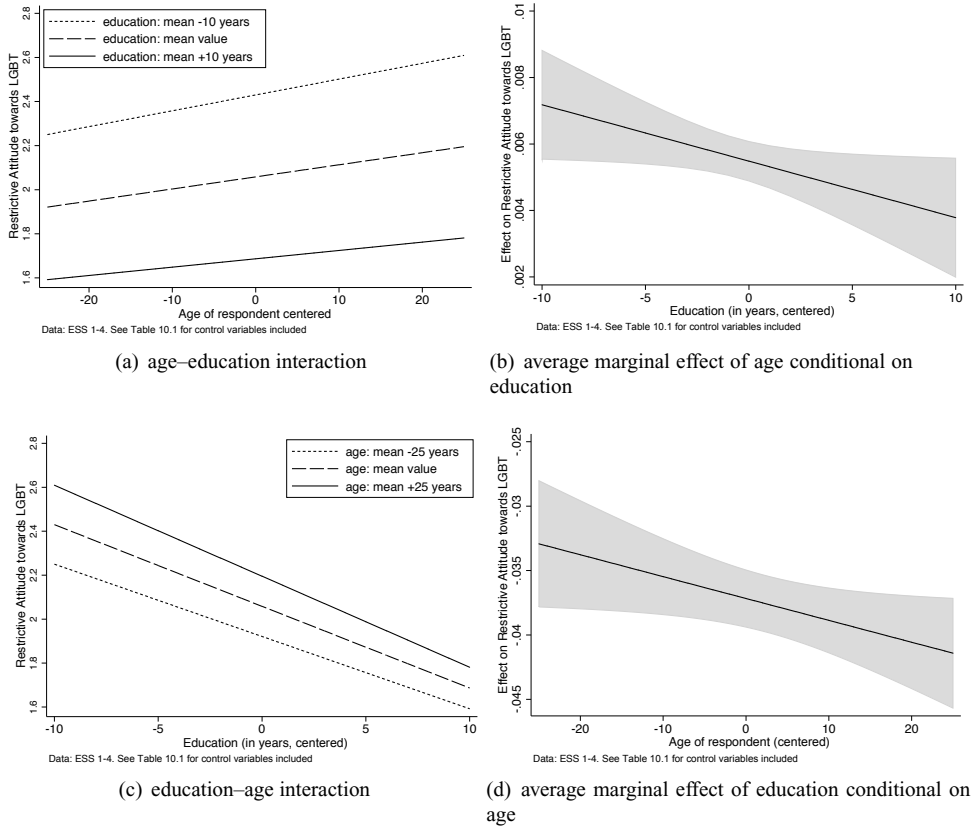 education: mean -10 years
education: mean value
education: mean +10 years
Restrictive Attitude towards LGBT
2.8
2.6
2.4
2.2
2
1.8
1.6
-20 -10 0 10 20
Age of respondent centered
Data: ESS 1-4. See Table 10.1 for control variables included
(a) age–education interaction
Effect on Restrictive Attitude towards LGBT
.01
.008
.006
.004
.002
-10 -5 0 5 10
Education (in years, centered)
Data: ESS 1-4. See Table 10.1 for control variables included
(b) average marginal effect of age conditional on
education
age: mean -25 years
age: mean value
age: mean +25 years
Restrictive Attitude towards LGBT
2.8
2.6
2.4
2.2
2
1.8
1.6
-10 -5 0 5 10
Education (in years, centered)
Data: ESS 1-4. See Table 10.1 for control variables included
(c) education–age interaction
Effect on Restrictive Attitude towards LGBT
-.025
-.03
-.035
-.04
-.045
-20 -10 0 10 20
Age of respondent (centered)
Data: ESS 1-4. See Table 10.1 for control variables included
(d) average marginal effect of education conditional on
age